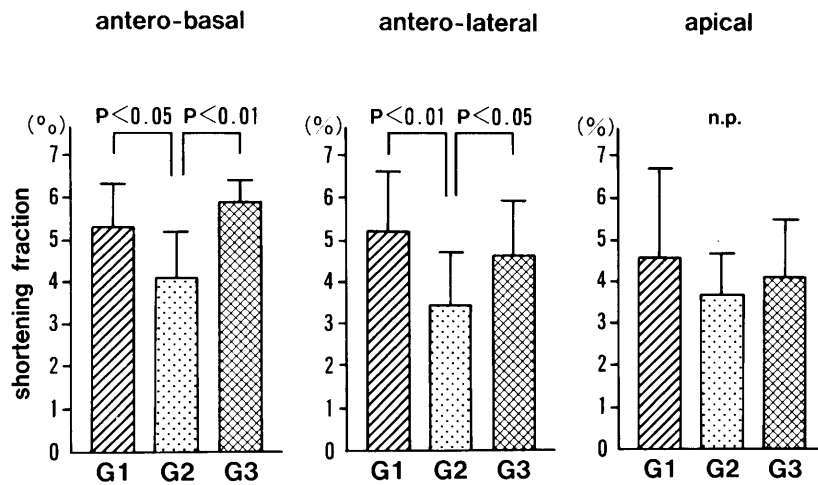 antero-basal antero-lateral apical
(%) P<0.05 P<0.01 (%) P<0.01 P<0.05 (%) n.p.
7 7 7
6 6 6
5 5 5
4 4 4
3 3 3
2 2 2
1 1 1
0 0 0
shortening fraction
G1 G2 G3 G1 G2 G3 G1 G2 G3